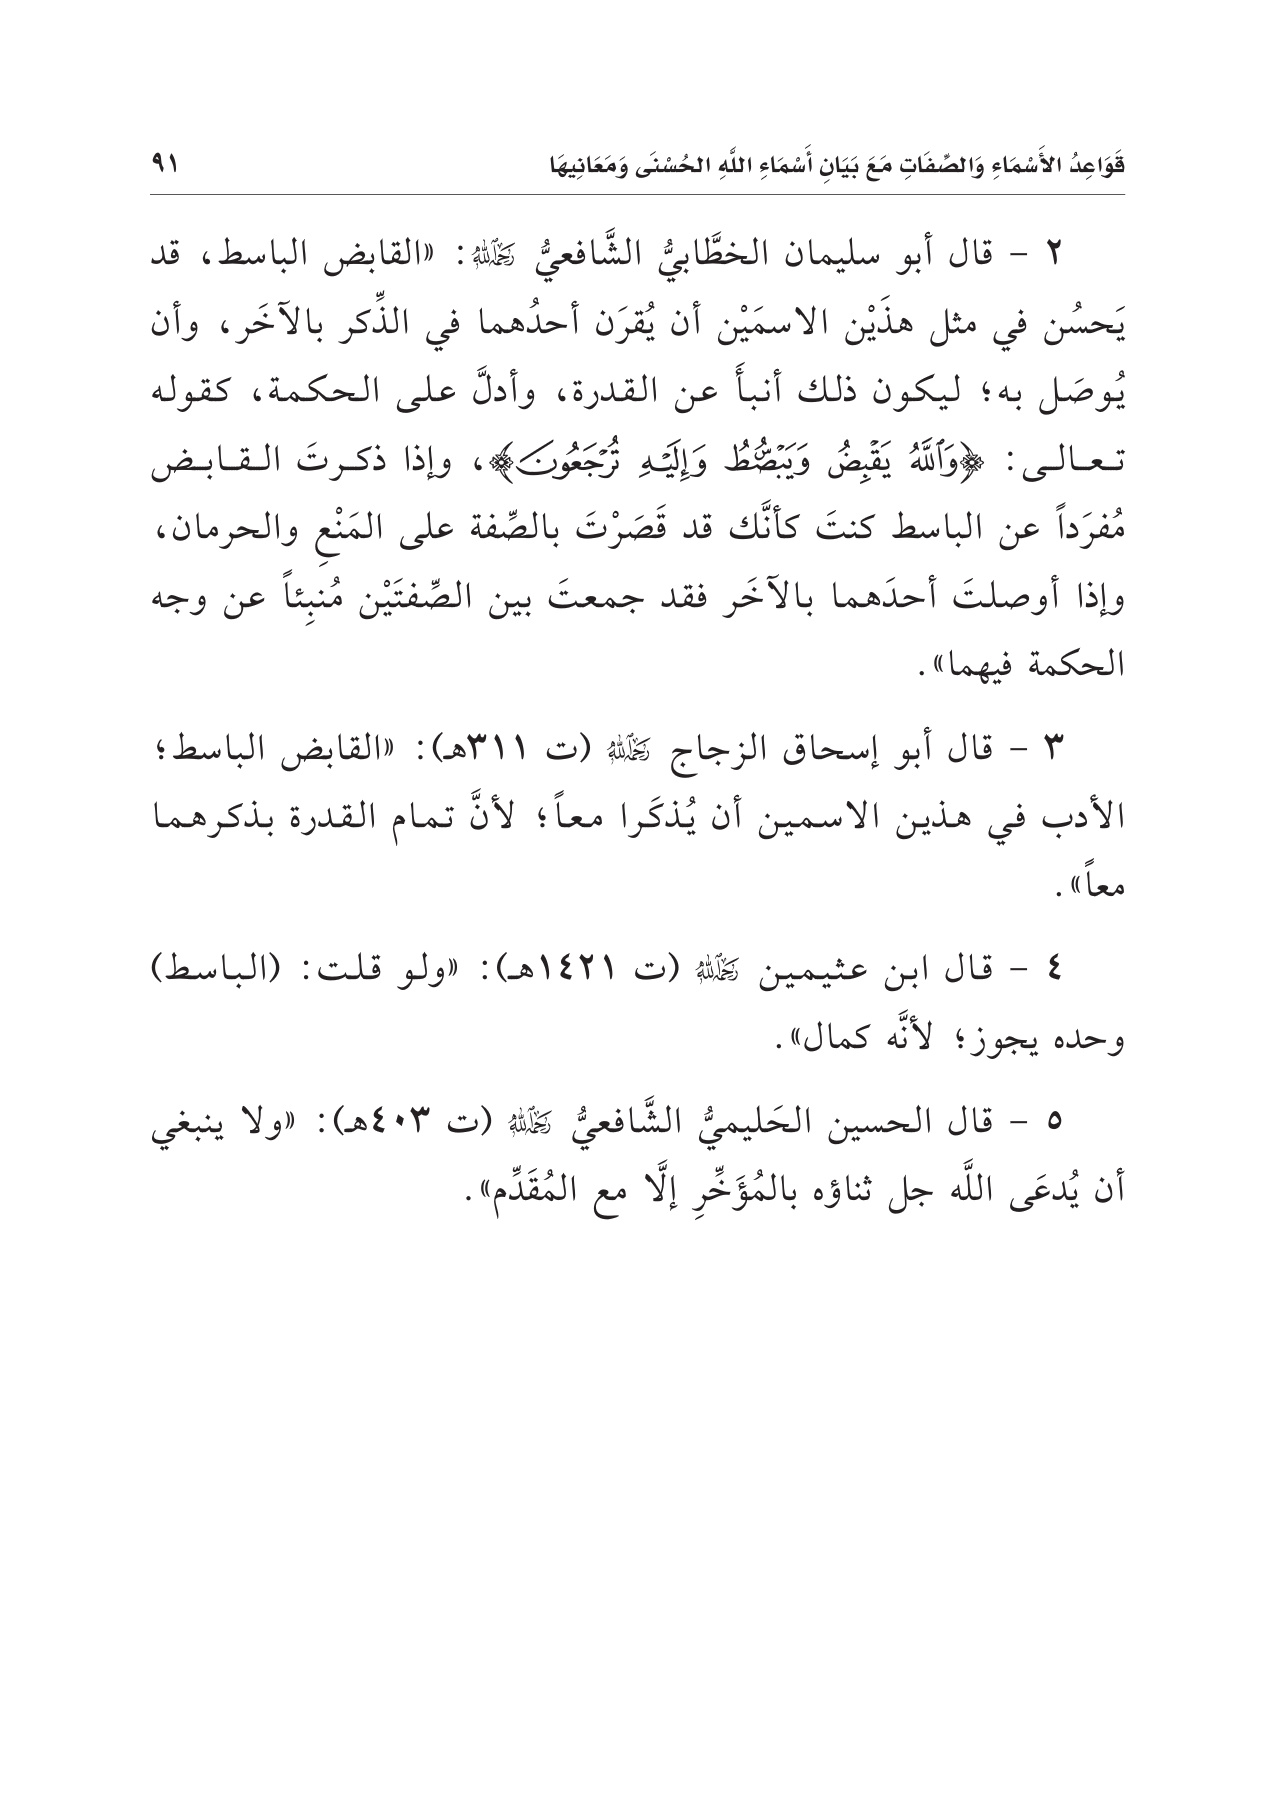 قَوَاعِدُ الأَسْمَاءِ وَالصِّفَاتِ مَعَ بَيَانِ أَسْمَاءِ اللَّهِ الحُسْنَى وَمَعَانِيهَا ٩١
٢ - قال أبو سليمان الخطَّابيُّ الشَّافعيُّ رَحِمَهُ اللَّهُ: «القابض الباسط، قد
يَحسُن في مثل هذَيْن الاسمَيْن أن يُقرَن أحدُهما في الذِّكر بالآخَر، وأن
يُوصَل به؛ ليكون ذلك أنبأَ عن القدرة، وأدلَّ على الحكمة، كقوله
تعالى: ﴿وَٱللَّهُ يَقْبِضُ وَيَبْصُۜطُ وَإِلَيْهِ تُرْجَعُونَ﴾، وإذا ذكرتَ القابض
مُفرَداً عن الباسط كنتَ كأنَّك قد قَصَرْتَ بالصِّفة على المَنْعِ والحرمان،
وإذا أوصلتَ أحدَهما بالآخَر فقد جمعتَ بين الصِّفتَيْن مُنبِئاً عن وجه
الحكمة فيهما».
٣ - قال أبو إسحاق الزجاج رَحِمَهُ اللَّهُ (ت ٣١١هـ): «القابض الباسط؛
الأدب في هذين الاسمين أن يُذكَرا معاً؛ لأنَّ تمام القدرة بذكرهما
معاً».
٤ - قال ابن عثيمين رَحِمَهُ اللَّهُ (ت ١٤٢١هـ): «ولو قلت: (الباسط)
وحده يجوز؛ لأنَّه كمال».
٥ - قال الحسين الحَليميُّ الشَّافعيُّ رَحِمَهُ اللَّهُ (ت ٤٠٣هـ): «ولا ينبغي
أن يُدعَى اللَّه جل ثناؤه بالمُؤَخِّرِ إلَّا مع المُقَدِّم».